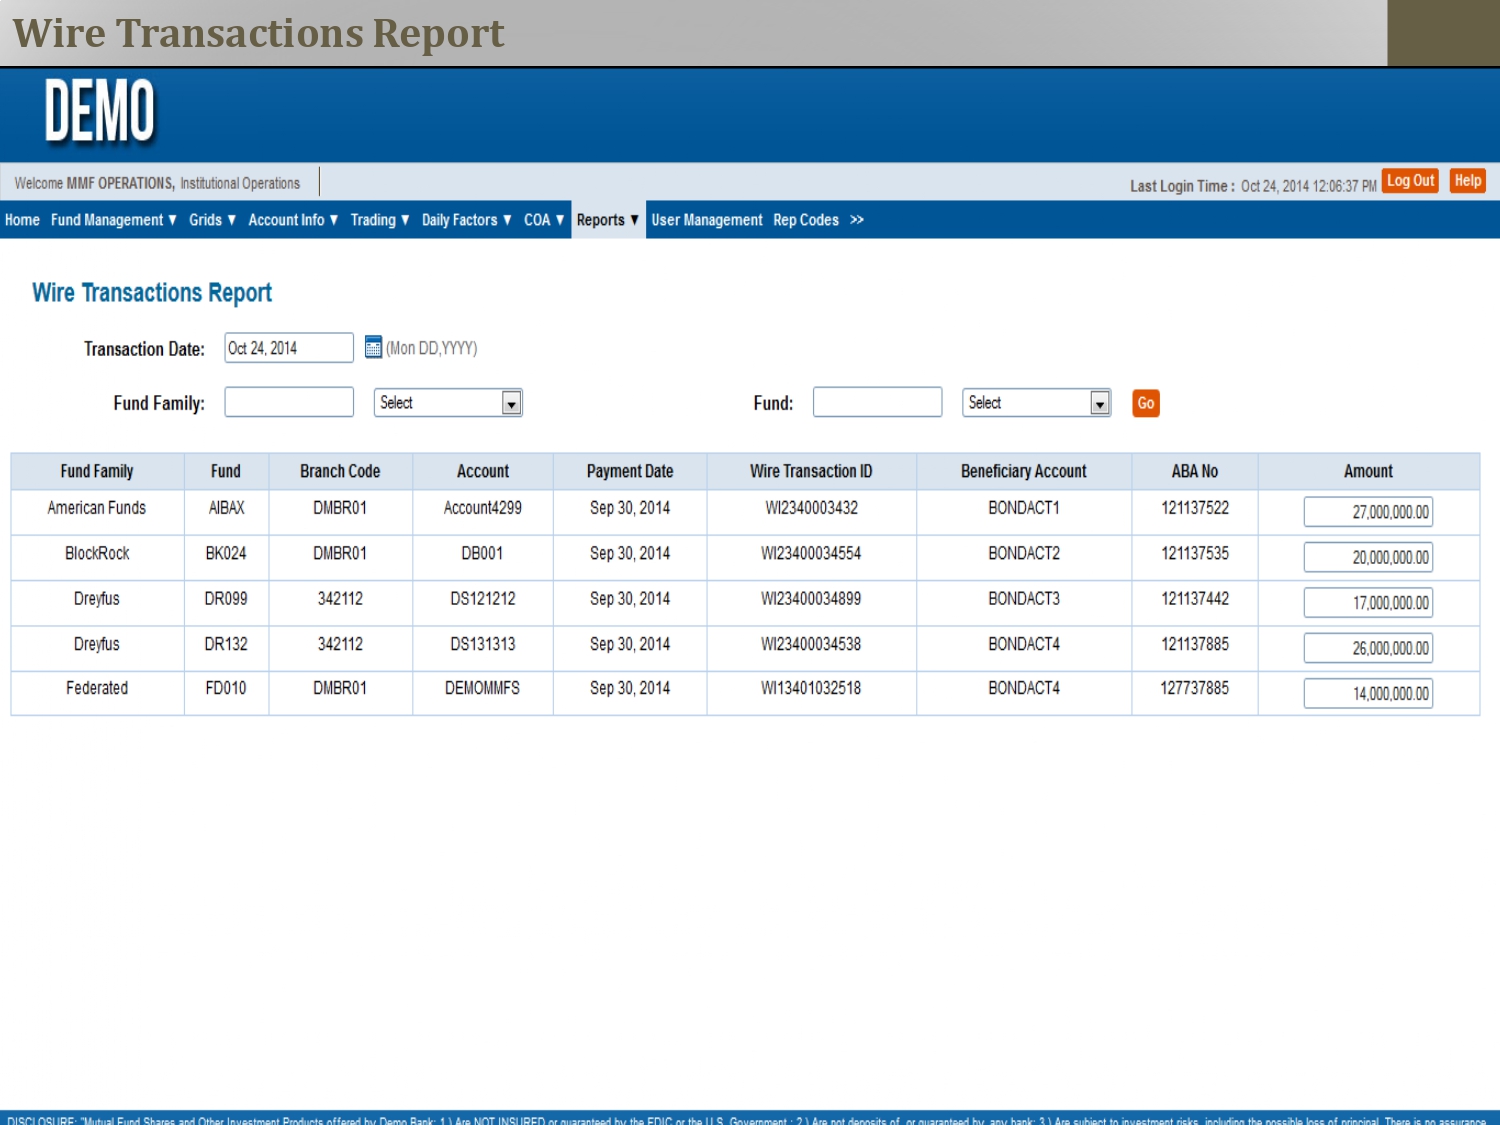 Wire Transactions Report
DEMO
Welcome MMF OPERATIONS, Institutional Operations
Last Login Time : Oct 24, 2014 12:06:37 PM Log Out Help
Home Fund Management ▼ Grids ▼ Account Info ▼ Trading ▼ Daily Factors ▼ COA ▼ Reports ▼ User Management Rep Codes >>
Wire Transactions Report
Transaction Date: Oct 24, 2014 (Mon DD,YYYY)
Fund Family: Select Fund: Select Go
Fund Family Fund Branch Code Account Payment Date Wire Transaction ID Beneficiary Account ABA No Amount
American Funds AIBAX DMBR01 Account4299 Sep 30, 2014 WI2340003432 BONDACT1 121137522 27,000,000.00
BlockRock BK024 DMBR01 DB001 Sep 30, 2014 WI23400034554 BONDACT2 121137535 20,000,000.00
Dreyfus DR099 342112 DS121212 Sep 30, 2014 WI23400034899 BONDACT3 121137442 17,000,000.00
Dreyfus DR132 342112 DS131313 Sep 30, 2014 WI23400034538 BONDACT4 121137885 26,000,000.00
Federated FD010 DMBR01 DEMOMMFS Sep 30, 2014 WI13401032518 BONDACT4 127737885 14,000,000.00
DISCLOSURE: "Mutual Fund Shares and Other Investment Products offered by Demo Bank: 1.) Are NOT INSURED or guaranteed by the FDIC or the U.S. Government ; 2.) Are not deposits of, or guaranteed by, any bank; 3.) Are subject to investment risks, including the possible loss of principal. There is no assurance